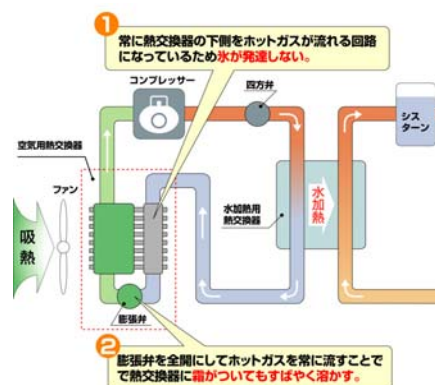 1
常に熱交換器の下側をホットガスが流れる回路
になっているため氷が発達しない。
コンプレッサー
四方弁
シス
ターン
空気用熱交換器
ファン
水加熱用
熱交換器
水加熱
吸熱
膨張弁
2
膨張弁を全開にしてホットガスを常に流すことで
で熱交換器に霜がついてもすばやく溶かす。